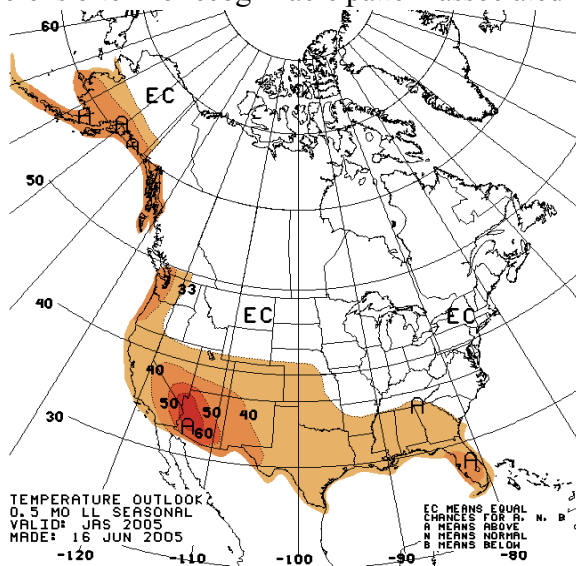 60
EC
50
33
EC
EC
40
40
50
50
40
A
A
60
A
30
TEMPERATURE OUTLOOK
0.5 MO LL SEASONAL
VALID: JAS 2005
MADE: 16 JUN 2005
EC MEANS EQUAL
CHANCES FOR A, N, B
A MEANS ABOVE
N MEANS NORMAL
B MEANS BELOW
-120
-110
-100
-90
-80